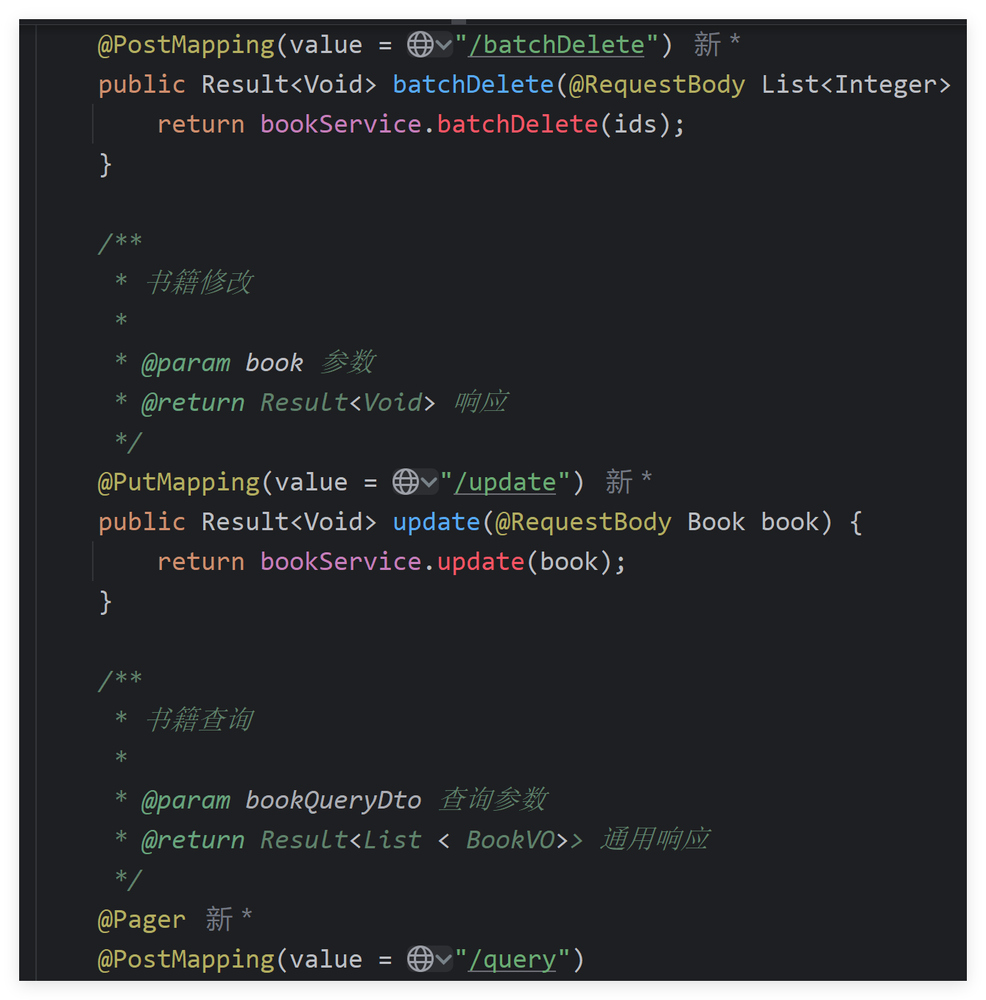 @PostMapping(value = "/batchDelete") 新 *
public Result<Void> batchDelete(@RequestBody List<Integer>
return bookService.batchDelete(ids);
}
/**
* 书籍修改
*
* @param book 参数
* @return Result<Void> 响应
*/
@PutMapping(value = "/update") 新 *
public Result<Void> update(@RequestBody Book book) {
return bookService.update(book);
}
/**
* 书籍查询
*
* @param bookQueryDto 查询参数
* @return Result<List < BookVO>> 通用响应
*/
@Pager 新 *
@PostMapping(value = "/query")